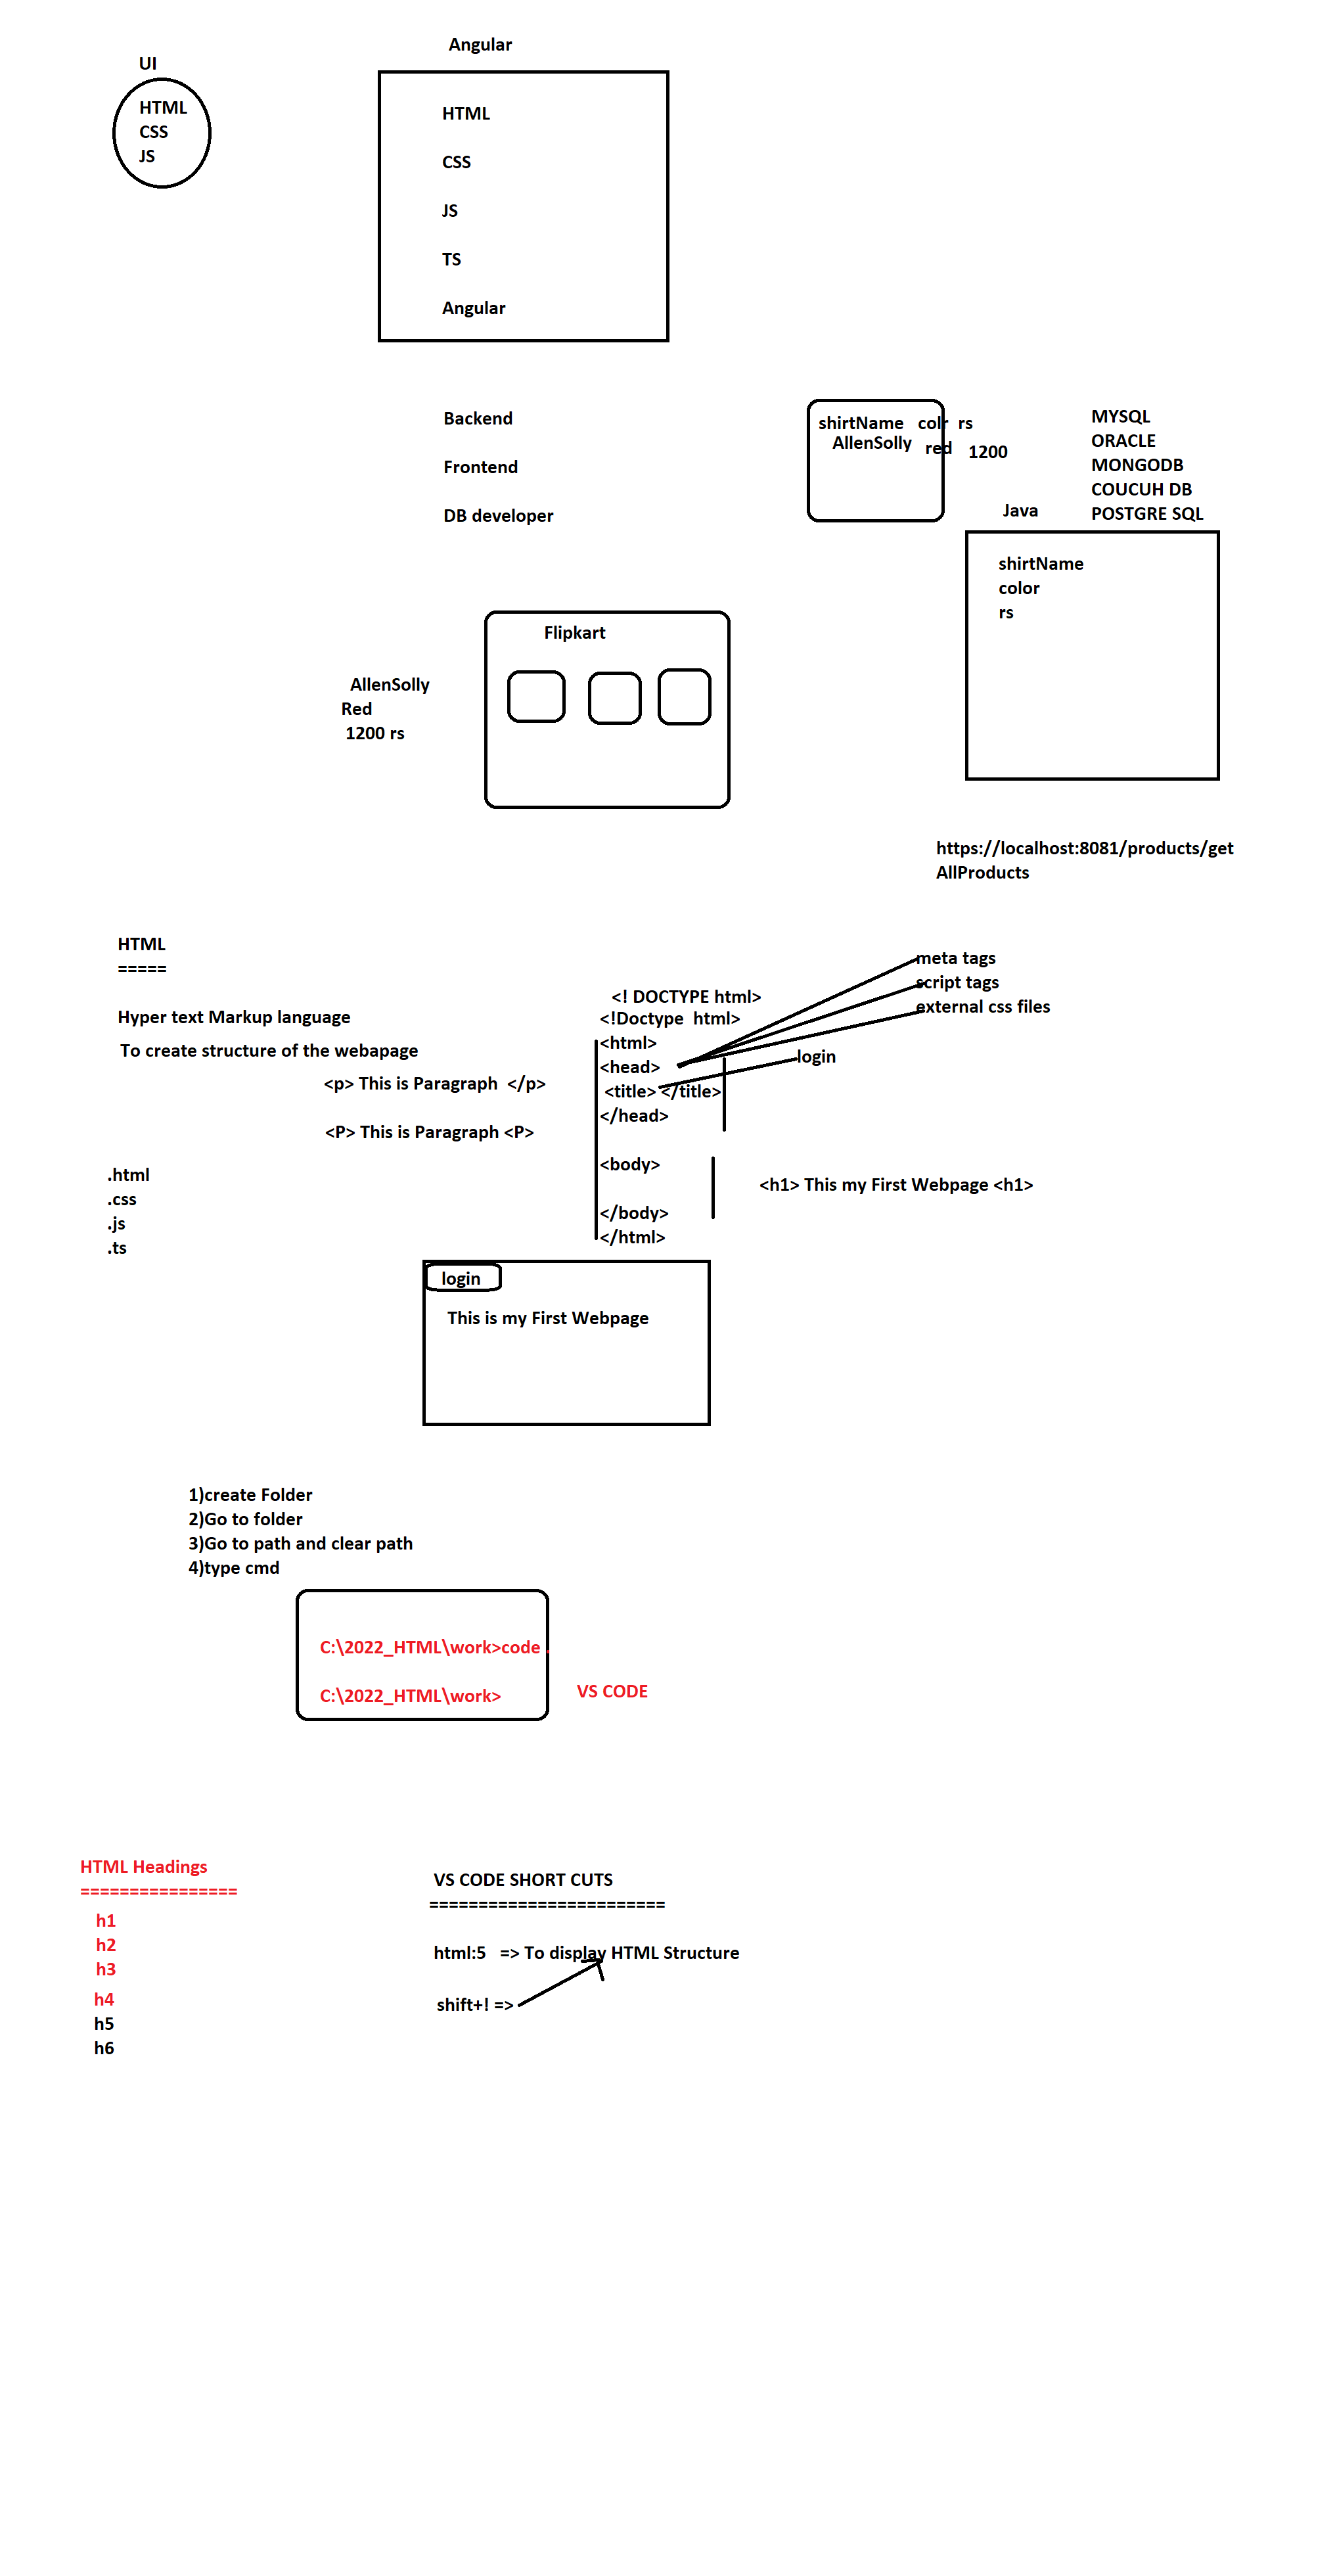 UI
HTML
CSS
JS
Angular
HTML
CSS
JS
TS
Angular
Backend
Frontend
DB developer
shirtName colr rs
AllenSolly red 1200
MYSQL
ORACLE
MONGODB
COUCUH DB
POSTGRE SQL
Java
shirtName
color
rs
Flipkart
AllenSolly
Red
1200 rs
https://localhost:8081/products/get
AllProducts
HTML
=====
Hyper text Markup language
To create structure of the webapage
<p> This is Paragraph </p>
<P> This is Paragraph <P>
.html
.css
.js
.ts
<! DOCTYPE html>
<!Doctype html>
<html>
<head>
<title> </title>
</head>
<body>
</body>
</html>
meta tags
script tags
external css files
login
<h1> This my First Webpage <h1>
login
This is my First Webpage
1)create Folder
2)Go to folder
3)Go to path and clear path
4)type cmd
C:\2022_HTML\work>code .
C:\2022_HTML\work>
VS CODE
HTML Headings
================
h1
h2
h3
h4
h5
h6
VS CODE SHORT CUTS
========================
html:5 => To display HTML Structure
shift+! =>